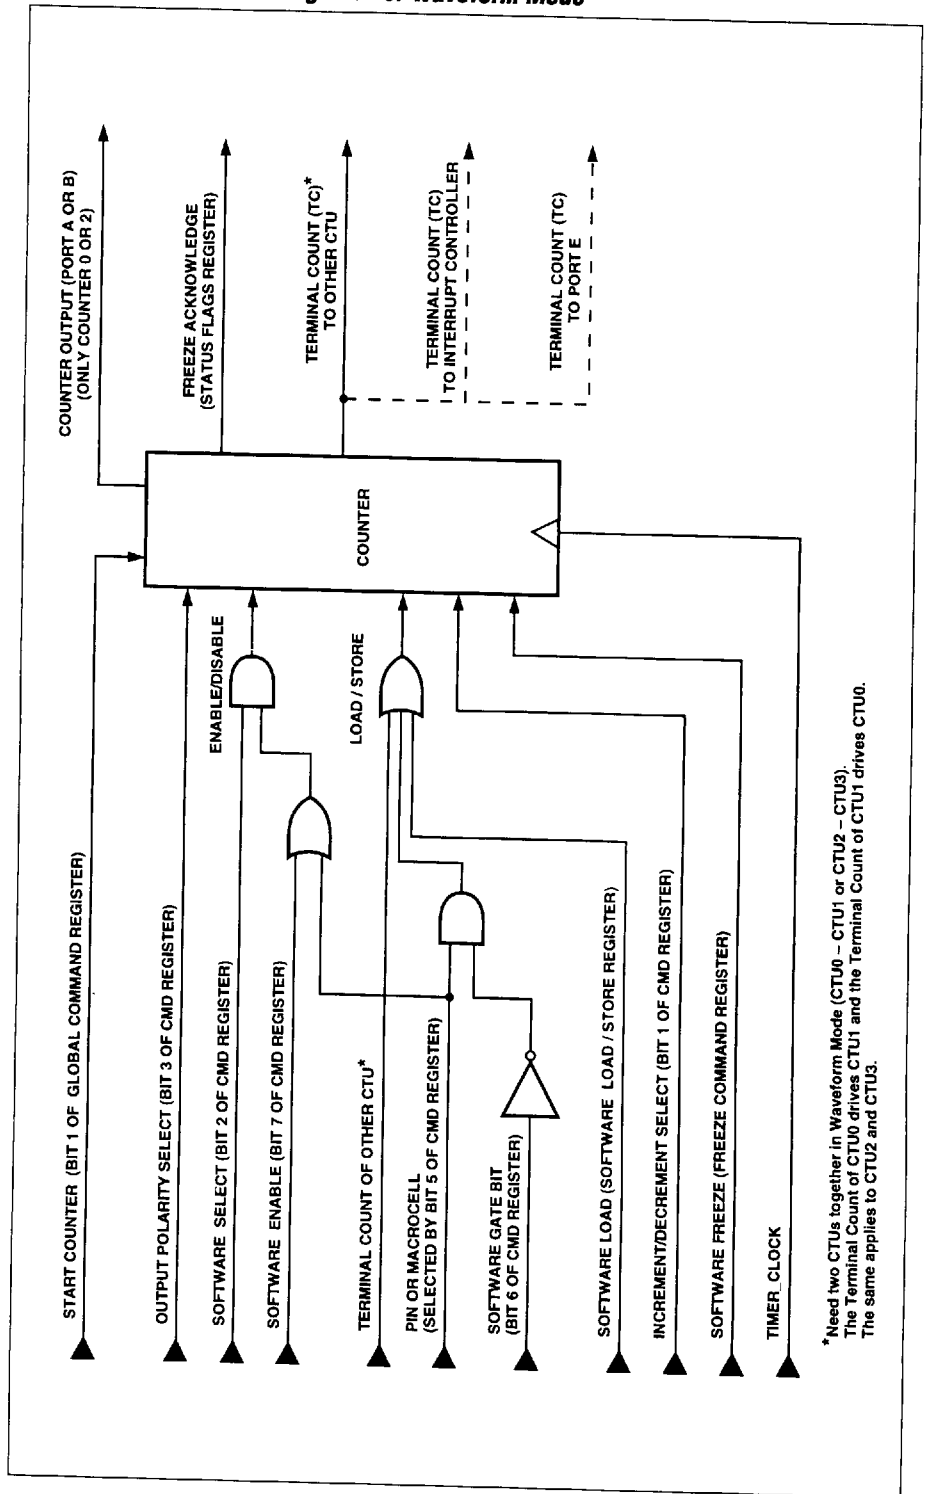 Waveform Mode
START COUNTER (BIT 1 OF GLOBAL COMMAND REGISTER)
OUTPUT POLARITY SELECT (BIT 3 OF CMD REGISTER)
SOFTWARE SELECT (BIT 2 OF CMD REGISTER)
SOFTWARE ENABLE (BIT 7 OF CMD REGISTER)
TERMINAL COUNT OF OTHER CTU*
PIN OR MACROCELL
(SELECTED BY BIT 5 OF CMD REGISTER)
SOFTWARE GATE BIT
(BIT 6 OF CMD REGISTER)
SOFTWARE LOAD (SOFTWARE LOAD / STORE REGISTER)
INCREMENT/DECREMENT SELECT (BIT 1 OF CMD REGISTER)
SOFTWARE FREEZE (FREEZE COMMAND REGISTER)
TIMER_CLOCK
ENABLE/DISABLE
LOAD / STORE
COUNTER
COUNTER OUTPUT (PORT A OR B)
(ONLY COUNTER 0 OR 2)
FREEZE ACKNOWLEDGE
(STATUS FLAGS REGISTER)
TERMINAL COUNT (TC)*
TO OTHER CTU
TERMINAL COUNT (TC)
TO INTERRUPT CONTROLLER
TERMINAL COUNT (TC)
TO PORT E
*Need two CTUs together in Waveform Mode (CTU0 – CTU1 or CTU2 – CTU3).
The Terminal Count of CTU0 drives CTU1 and the Terminal Count of CTU1 drives CTU0.
The same applies to CTU2 and CTU3.